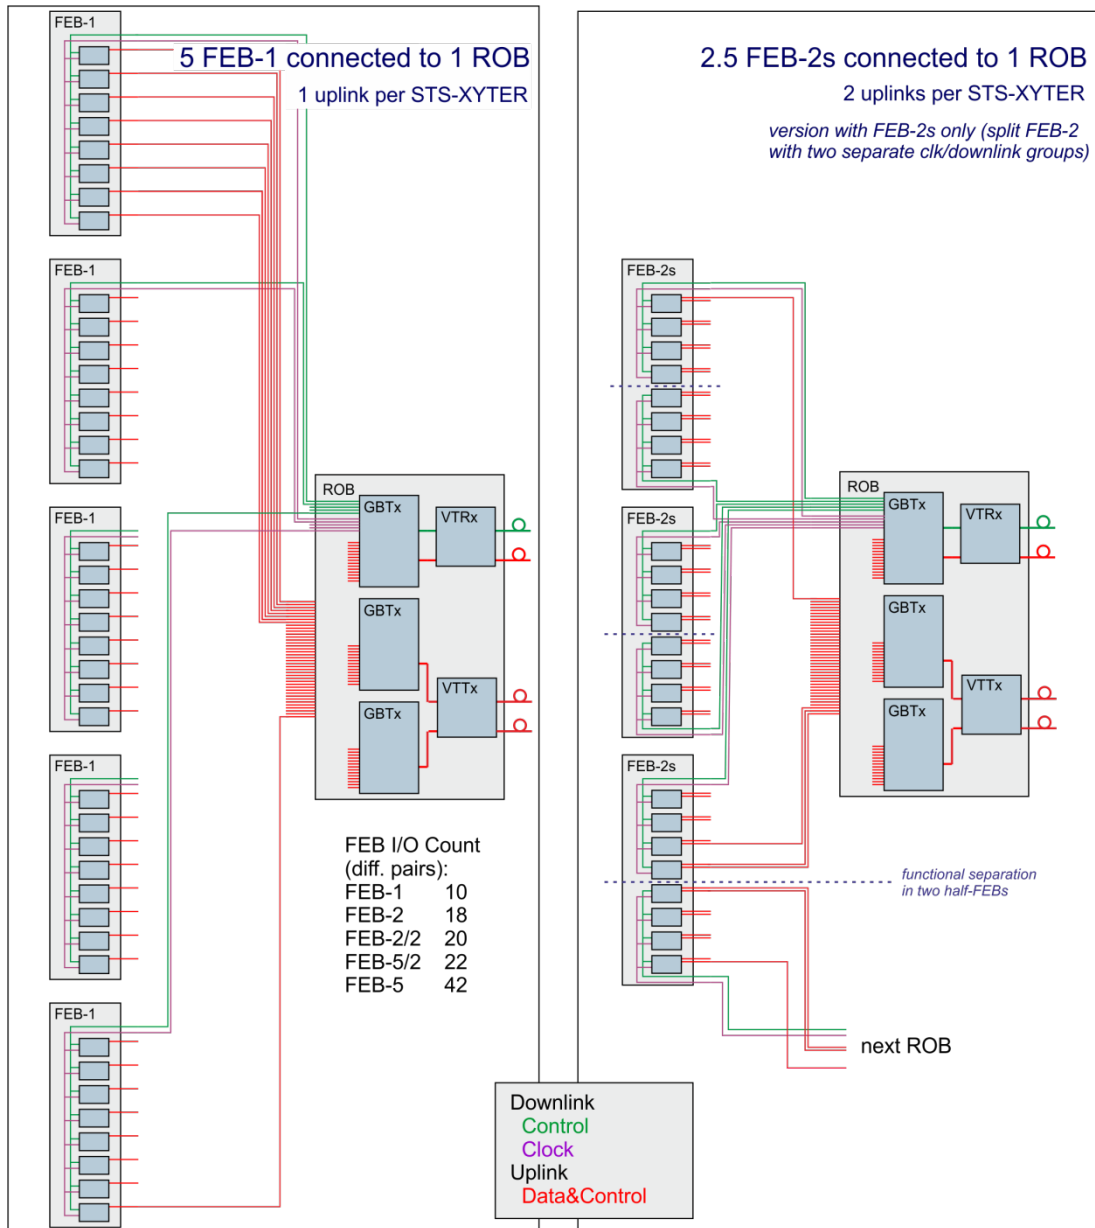 FEB-1
5 FEB-1 connected to 1 ROB
1 uplink per STS-XYTER
FEB-1
FEB-1
ROB
GBTx
VTRx
GBTx
VTTx
GBTx
FEB-1
FEB I/O Count
(diff. pairs):
FEB-1 10
FEB-2 18
FEB-2/2 20
FEB-5/2 22
FEB-5 42
FEB-1
2.5 FEB-2s connected to 1 ROB
2 uplinks per STS-XYTER
version with FEB-2s only (split FEB-2
with two separate clk/downlink groups)
FEB-2s
FEB-2s
ROB
GBTx
VTRx
GBTx
VTTx
GBTx
FEB-2s
functional separation
in two half-FEBs
next ROB
Downlink
Control
Clock
Uplink
Data&Control